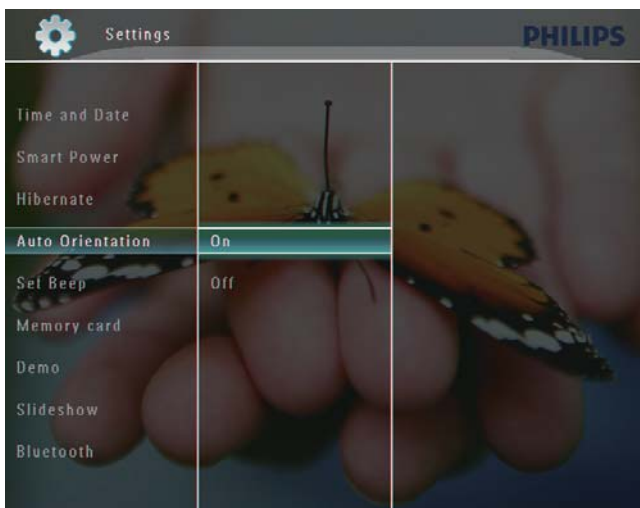 Settings
PHILIPS
Time and Date
Smart Power
Hibernate
Auto Orientation
On
Set Beep
Off
Memory card
Demo
Slideshow
Bluetooth